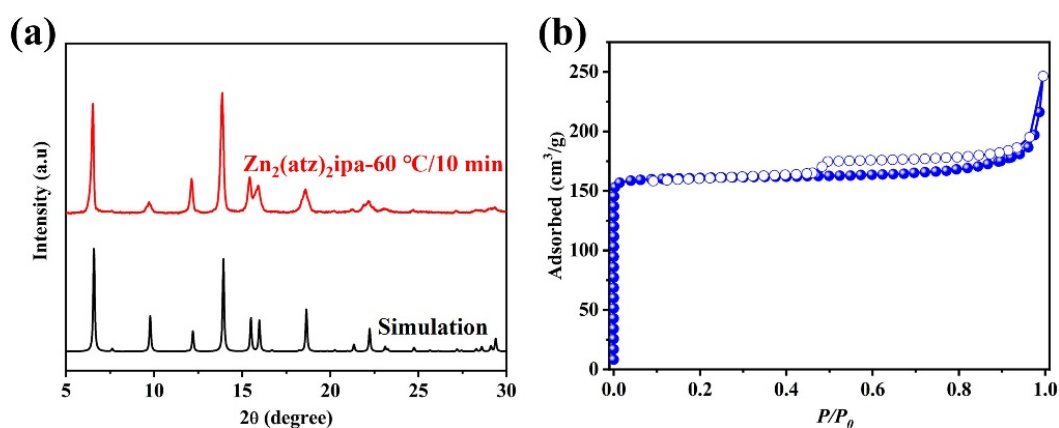 (a)
Intensity (a.u)
Zn₂(atz)₂ipa-60 °C/10 min
Simulation
5 10 15 20 25 30
2θ (degree)
(b)
Adsorbed (cm³/g)
250
200
150
100
50
0
0.0 0.2 0.4 0.6 0.8 1.0
P/P₀